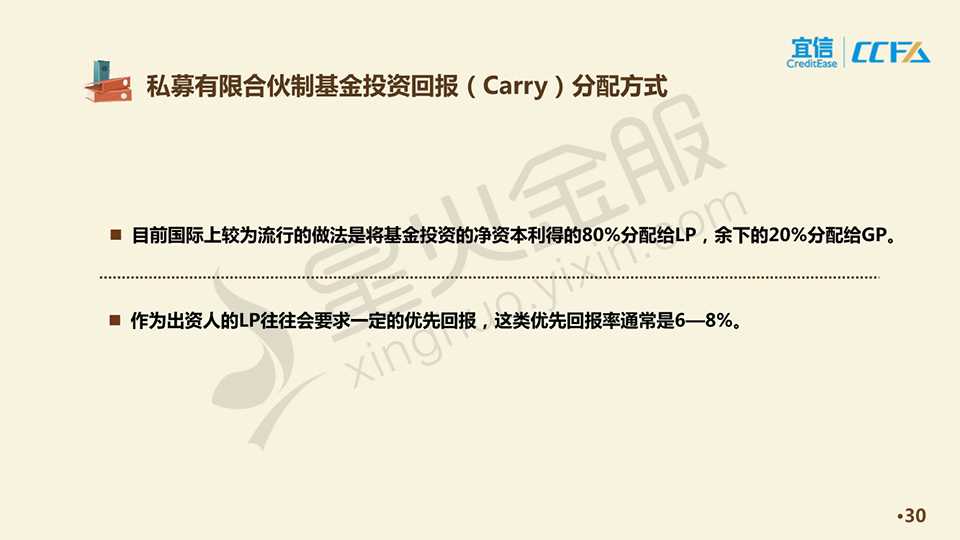 宜信
CreditEase
CCFA
私募有限合伙制基金投资回报（Carry）分配方式
星火金服
xinghuo.yixin.com
■ 目前国际上较为流行的做法是将基金投资的净资本利得的80%分配给LP，余下的20%分配给GP。
■ 作为出资人的LP往往会要求一定的优先回报，这类优先回报率通常是6—8%。
•30